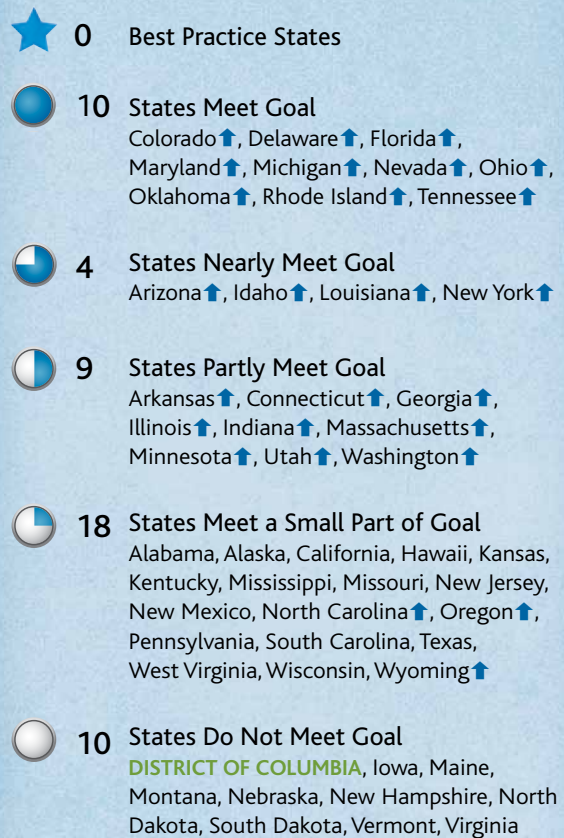 0 Best Practice States
10 States Meet Goal
Colorado⬆, Delaware⬆, Florida⬆,
Maryland⬆, Michigan⬆, Nevada⬆, Ohio⬆,
Oklahoma⬆, Rhode Island⬆, Tennessee⬆
4 States Nearly Meet Goal
Arizona⬆, Idaho⬆, Louisiana⬆, New York⬆
9 States Partly Meet Goal
Arkansas⬆, Connecticut⬆, Georgia⬆,
Illinois⬆, Indiana⬆, Massachusetts⬆,
Minnesota⬆, Utah⬆, Washington⬆
18 States Meet a Small Part of Goal
Alabama, Alaska, California, Hawaii, Kansas,
Kentucky, Mississippi, Missouri, New Jersey,
New Mexico, North Carolina⬆, Oregon⬆,
Pennsylvania, South Carolina, Texas,
West Virginia, Wisconsin, Wyoming⬆
10 States Do Not Meet Goal
DISTRICT OF COLUMBIA, Iowa, Maine,
Montana, Nebraska, New Hampshire, North
Dakota, South Dakota, Vermont, Virginia